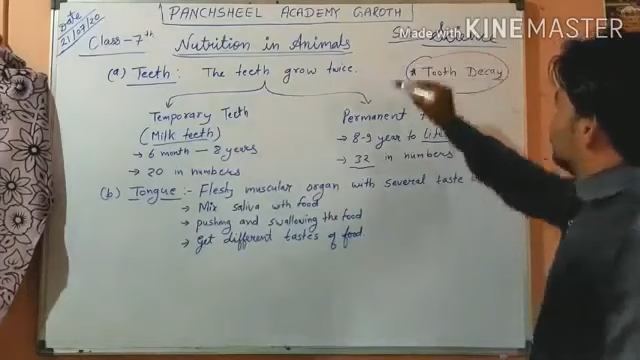 Date
21/07/20
PANCHSHEEL ACADEMY GAROTH
Made with KINEMASTER
Class-7th
Nutrition in Animals
Science
(a) Teeth: The teeth grow twice.
* Tooth Decay
Temporary Teeth
(Milk teeth)
→ 6 month — 8 years
→ 20 in numbers
Permanent
→ 8-9 year to
→ 32 in numbers
(b) Tongue :- Fleshy muscular organ with several taste
→ Mix saliva with food
→ pushing and swallowing the food
→ Get different tastes of food.